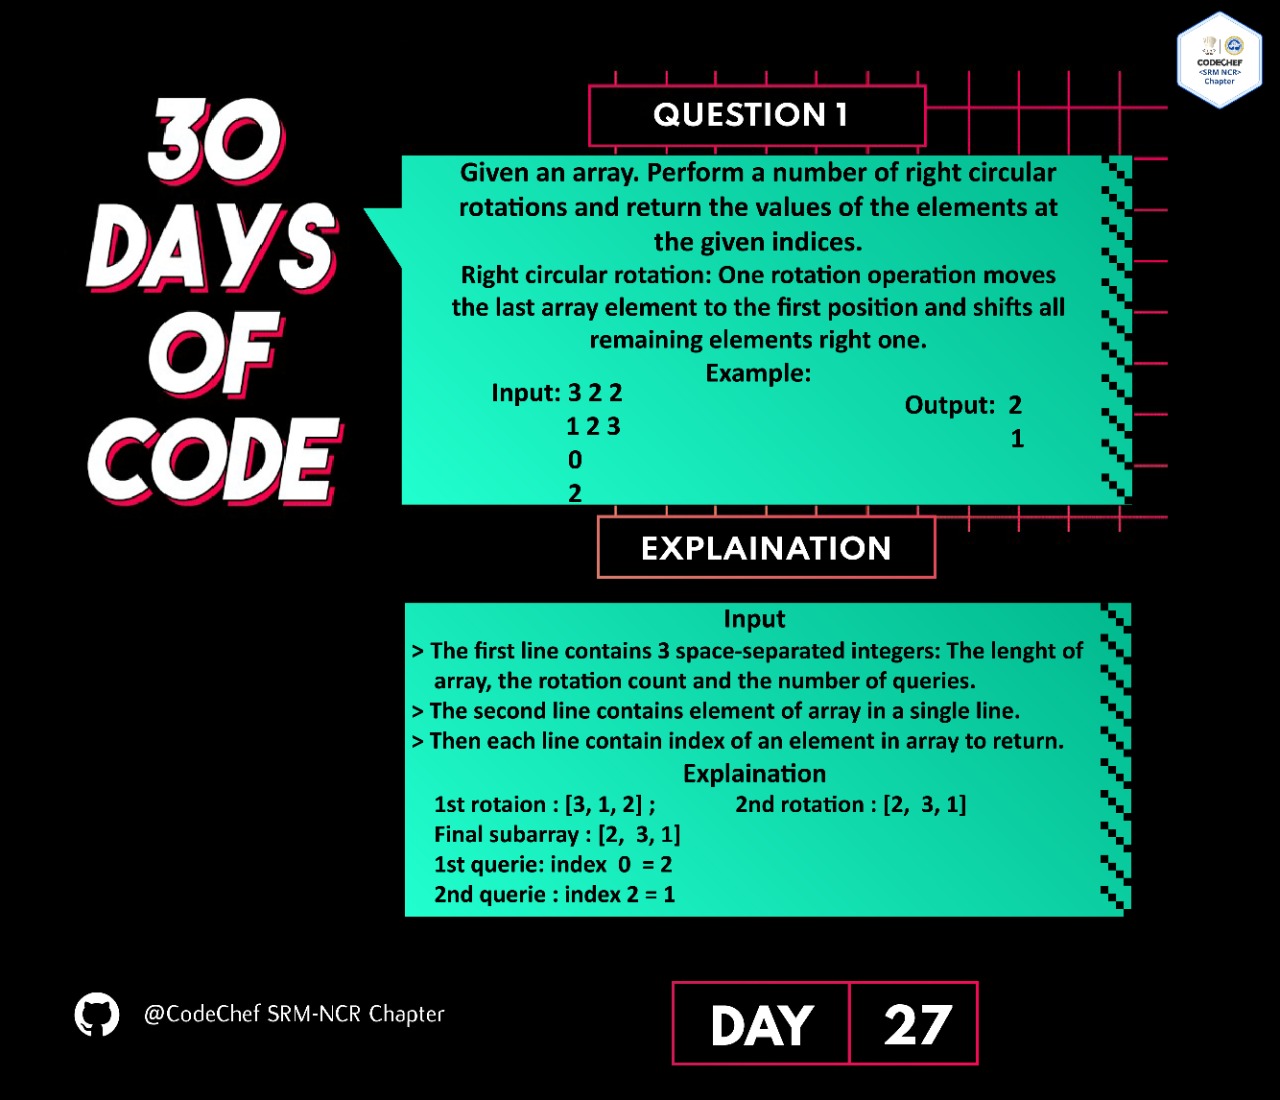 CODECHEF
<SRM NCR>
Chapter
30
DAYS
OF
CODE
QUESTION 1
Given an array. Perform a number of right circular
rotations and return the values of the elements at
the given indices.
Right circular rotation: One rotation operation moves
the last array element to the first position and shifts all
remaining elements right one.
Example:
Input: 3 2 2
1 2 3
0
2
Output: 2
1
EXPLAINATION
Input
> The first line contains 3 space-separated integers: The lenght of
array, the rotation count and the number of queries.
> The second line contains element of array in a single line.
> Then each line contain index of an element in array to return.
Explaination
1st rotaion : [3, 1, 2] ; 2nd rotation : [2, 3, 1]
Final subarray : [2, 3, 1]
1st querie: index 0 = 2
2nd querie : index 2 = 1
@CodeChef SRM-NCR Chapter
DAY 27